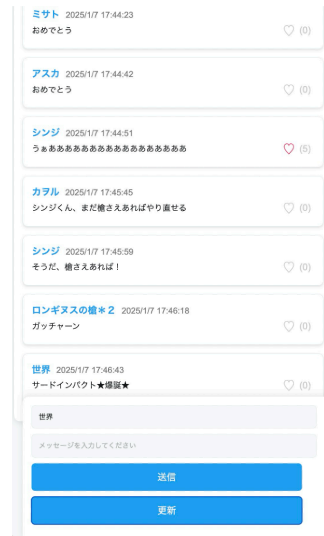 ミサト 2025/1/7 17:44:23
おめでとう
♡ (0)
アスカ 2025/1/7 17:44:42
おめでとう
♡ (0)
シンジ 2025/1/7 17:44:51
うぁあああああああああああああああああ
♡ (5)
カヲル 2025/1/7 17:45:45
シンジくん、まだ槍さえあればやり直せる
♡ (0)
シンジ 2025/1/7 17:45:59
そうだ、槍さえあれば！
♡ (0)
ロンギヌスの槍＊2 2025/1/7 17:46:18
ガッチャーン
♡ (0)
世界 2025/1/7 17:46:43
サードインパクト★爆誕★
♡ (0)
世界
メッセージを入力してください
送信
更新